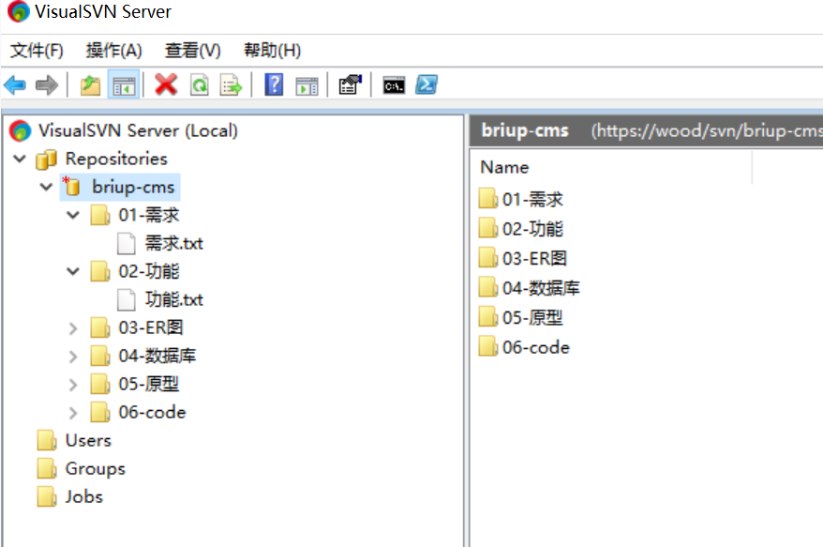 VisualSVN Server
文件(F) 操作(A) 查看(V) 帮助(H)
VisualSVN Server (Local)
Repositories
briup-cms
01-需求
需求.txt
02-功能
功能.txt
03-ER图
04-数据库
05-原型
06-code
Users
Groups
Jobs
briup-cms (https://wood/svn/briup-cms
Name
01-需求
02-功能
03-ER图
04-数据库
05-原型
06-code